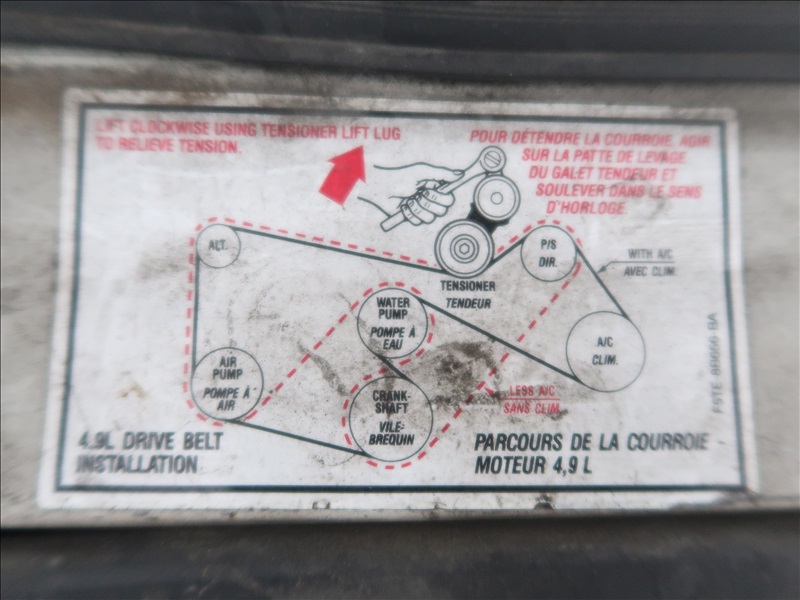 LIFT CLOCKWISE USING TENSIONER LIFT LUG
TO RELIEVE TENSION.
POUR DÉTENDRE LA COURROIE, AGIR
SUR LA PATTE DE LEVAGE
DU GALET TENDEUR ET
SOULEVER DANS LE SENS
D'HORLOGE.
ALT.
P/S
DIR.
WITH A/C
AVEC CLIM.
TENSIONER
TENDEUR
WATER
PUMP
POMPE À
EAU
A/C
CLIM.
AIR
PUMP
POMPE À
AIR
CRANK-
SHAFT
VILE-
BREQUIN
LESS A/C
SANS CLIM.
4.9L DRIVE BELT
INSTALLATION
PARCOURS DE LA COURROIE
MOTEUR 4,9 L
BA